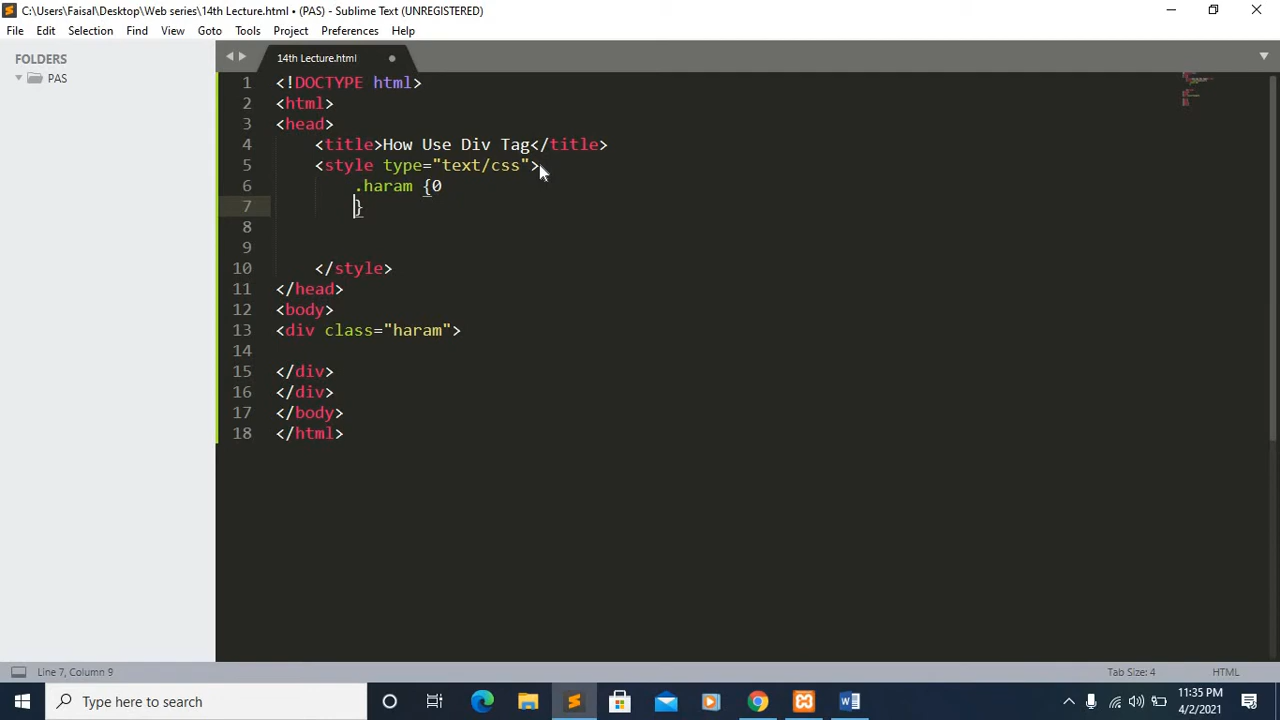 C:\Users\Faisal\Desktop\Web series\14th Lecture.html • (PAS) - Sublime Text (UNREGISTERED)
File Edit Selection Find View Goto Tools Project Preferences Help
FOLDERS
PAS
14th Lecture.html
1 <!DOCTYPE html>
2 <html>
3 <head>
4 <title>How Use Div Tag</title>
5 <style type="text/css">
6 .haram {0
7 }
8
9
10 </style>
11 </head>
12 <body>
13 <div class="haram">
14
15 </div>
16 </div>
17 </body>
18 </html>
Line 7, Column 9
Tab Size: 4
HTML
Type here to search
11:35 PM
4/2/2021